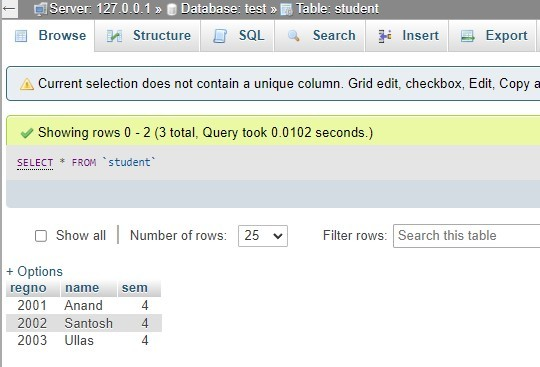 Server: 127.0.0.1 » Database: test » Table: student
Browse Structure SQL Search Insert Export
Current selection does not contain a unique column. Grid edit, checkbox, Edit, Copy a
Showing rows 0 - 2 (3 total, Query took 0.0102 seconds.)
SELECT * FROM `student`
Show all Number of rows: 25 Filter rows: Search this table
+ Options
regno name sem
2001 Anand 4
2002 Santosh 4
2003 Ullas 4